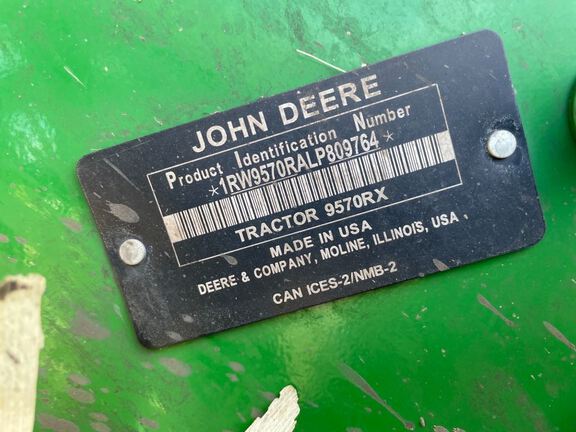 JOHN DEERE
Product Identification Number
*1RW9570RALP809764*
TRACTOR 9570RX
MADE IN USA
DEERE & COMPANY, MOLINE, ILLINOIS, USA
CAN ICES-2/NMB-2